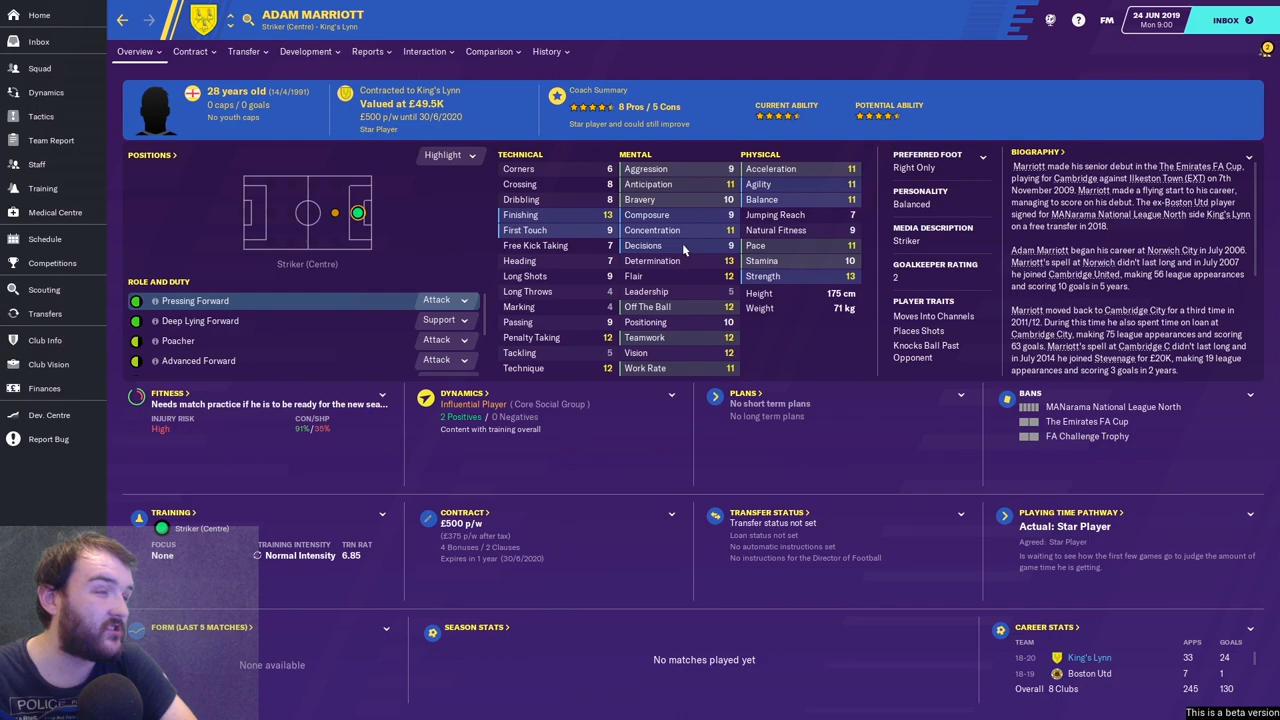 Home
Inbox
Squad
Dynamics
Tactics
Team Report
Staff
Training
Medical Centre
Schedule
Competitions
Scouting
Transfers
Club Info
Club Vision
Finances
Dev. Centre
Report Bug
ADAM MARRIOTT
Striker (Centre) - King's Lynn
?
FM
24 JUN 2019
Mon 9:00
INBOX
Overview
Contract
Transfer
Development
Reports
Interaction
Comparison
History
2
28 years old (14/4/1991)
0 caps / 0 goals
No youth caps
Contracted to King's Lynn
Valued at £49.5K
£500 p/w until 30/6/2020
Star Player
Coach Summary
8 Pros / 5 Cons
Star player and could still improve
CURRENT ABILITY
POTENTIAL ABILITY
POSITIONS >
Highlight
Striker (Centre)
ROLE AND DUTY
Pressing Forward Attack
Deep Lying Forward Support
Poacher Attack
Advanced Forward Attack
TECHNICAL
Corners 6
Crossing 8
Dribbling 8
Finishing 13
First Touch 9
Free Kick Taking 7
Heading 7
Long Shots 9
Long Throws 4
Marking 4
Passing 9
Penalty Taking 12
Tackling 5
Technique 12
MENTAL
Aggression 9
Anticipation 11
Bravery 10
Composure 9
Concentration 11
Decisions 9
Determination 13
Flair 12
Leadership 5
Off The Ball 12
Positioning 10
Teamwork 12
Vision 12
Work Rate 11
PHYSICAL
Acceleration 11
Agility 11
Balance 11
Jumping Reach 7
Natural Fitness 9
Pace 11
Stamina 10
Strength 13
Height 175 cm
Weight 71 kg
PREFERRED FOOT
Right Only
PERSONALITY
Balanced
MEDIA DESCRIPTION
Striker
GOALKEEPER RATING
2
PLAYER TRAITS
Moves Into Channels
Places Shots
Knocks Ball Past
Opponent
BIOGRAPHY >
Marriott made his senior debut in the The Emirates FA Cup,
playing for Cambridge against Ilkeston Town (EXT) on 7th
November 2009. Marriott made a flying start to his career,
managing to score on his debut. The ex-Boston Utd player
signed for MANarama National League North side King's Lynn
on a free transfer in 2018.
Adam Marriott began his career at Norwich City in July 2006.
Marriott's spell at Norwich didn't last long and in July 2007
he joined Cambridge United, making 56 league appearances
and scoring 10 goals in 5 years.
Marriott moved back to Cambridge City for a third time in
2011/12. During this time he also spent time on loan at
Cambridge City, making 75 league appearances and scoring
63 goals. Marriott's spell at Cambridge C didn't last long and
in July 2014 he joined Stevenage for £20K, making 19 league
appearances and scoring 3 goals in 2 years.
FITNESS >
Needs match practice if he is to be ready for the new sea...
INJURY RISK
High
CON/SHP
91%/35%
DYNAMICS >
Influential Player ( Core Social Group )
2 Positives / 0 Negatives
Content with training overall
PLANS >
No short term plans
No long term plans
BANS >
MANarama National League North
The Emirates FA Cup
FA Challenge Trophy
TRAINING >
Striker (Centre)
FOCUS
None
TRAINING INTENSITY
Normal Intensity
TRN RAT
6.85
CONTRACT >
£500 p/w
(£375 p/w after tax)
4 Bonuses / 2 Clauses
Expires in 1 year (30/6/2020)
TRANSFER STATUS >
Transfer status not set
Loan status not set
No automatic instructions set
No instructions for the Director of Football
PLAYING TIME PATHWAY >
Actual: Star Player
Agreed: Star Player
Is waiting to see how the first few games go to judge the amount of
game time he is getting.
FORM (LAST 5 MATCHES) >
None available
SEASON STATS >
No matches played yet
CAREER STATS >
TEAM APPS GOALS
18-20 King's Lynn 33 24
18-19 Boston Utd 7 1
Overall 8 Clubs 245 130
POLICE
This is a beta version